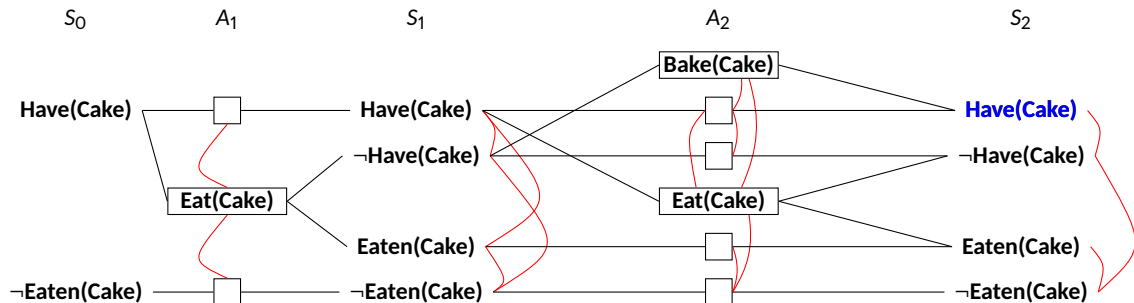 S0 A1 S1 A2 S2
Bake(Cake)
Have(Cake) Have(Cake) Have(Cake)
¬Have(Cake) ¬Have(Cake)
Eat(Cake) Eat(Cake)
Eaten(Cake) Eaten(Cake)
¬Eaten(Cake) ¬Eaten(Cake) ¬Eaten(Cake)